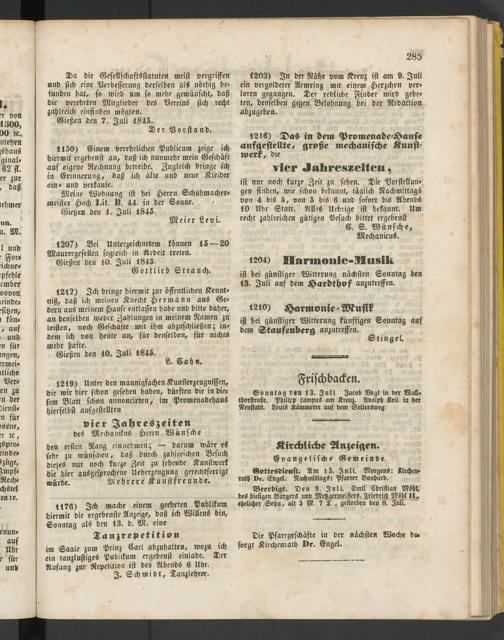 285
Da die Gesellschaftsstatuten meist vergriffen
und sich eine Verbesserung derselben als nöthig be-
funden hat, so wird um so mehr gewünscht, daß
die verehrten Mitglieder des Vereins sich recht
zahlreich einfinden mögten.
Gießen den 7. Juli 1845.
Der Vorstand.
1150) Einem verehrlichen Publicum zeige ich
hiermit ergebenst an, daß ich nunmehr mein Geschäft
auf eigne Rechnung betreibe. Zugleich bringe ich
in Erinnerung, daß ich alte und neue Kleider
ein- und verkaufe.
Meine Wohnung ist bei Herrn Schuhmacher-
meister Hoch Lit. B. 44. in der Sonne.
Gießen den 1. Juli 1845.
Meier Levi.
1207) Bei Unterzeichnetem können 15—20
Maurergesellen sogleich in Arbeit treten.
Gießen den 10. Juli 1845.
Gottlieb Strauch.
1217) Ich bringe hiermit zur öffentlichen Kennt-
niß, daß ich meinen Knecht Hermann aus Ge-
dern aus meinem Hause entlassen habe und bitte daher,
an denselben weder Zahlungen in meinem Namen zu
leisten, noch Geschäfte mit ihm abzuschließen; in-
dem ich von heute an, für denselben, für nichts
mehr hafte.
Gießen den 10. Juli 1845.
L. Cahn.
1219) Unter den mannigfachen Kunsterzeugnissen,
die wir hier schon gesehen haben, dürften die in die-
sem Blatt schon annoncirten, im Promenadehaus
hierselbst aufgestellten
vier Jahreszeiten
des Mechanikus Herrn Wünsche
den ersten Rang einnehmen; — darum wäre es
sehr zu wünschen, daß durch zahlreichen Besuch
dieses nur noch kurze Zeit zu sehende Kunstwerk
die hier ausgesprochene Ueberzeugung gerechtfertigt
würde. Mehrere Kunstfreunde.
1176) Ich mache einem geehrten Publikum
hiermit die ergebenste Anzeige, daß ich Willens bin,
Sonntag als den 13. d. M. eine
Tanzrepetition
im Saale zum Prinz Carl abzuhalten, wozu ich
ein tanzlustiges Publikum ergebenst einlade. Der
Anfang zur Repetition ist des Abends 6 Uhr.
J. Schmidt, Tanzlehrer.
1203) In der Nähe vom Kreuz ist am 9. Juli
ein vergoldeter Armring mit einem Herzchen ver-
loren gegangen. Der redliche Finder wird gebe-
ten, denselben gegen Belohnung bei der Redaction
abzugeben.
1216) Das in dem Promenade-Hause
aufgestellte, große mechanische Kunst-
werk, die
vier Jahreszeiten,
ist nur noch kurze Zeit zu sehen. Die Vorstellun-
gen finden, wie schon bekannt, täglich Nachmittags
von 4 bis 5, von 5 bis 6 und sofort bis Abends
10 Uhr Statt. Alles Uebrige ist bekannt. Um
recht zahlreichen gütigen Besuch bittet ergebenst
C. S. Wünsche,
Mechanicus.
1204) Harmonie-Musik
ist bei günstiger Witterung nächsten Sonntag den
13. Juli auf dem Hardthof anzutreffen.
1210) Harmonie-Musik
ist bei günstiger Witterung künftigen Sonntag auf
dem Staufenberg anzutreffen.
Stingel.
Frischbacken.
Sonntag den 13. Juli Jacob Vogt in der Wall-
thorstraße. Philipp Lampus am Kreuz. Adolph Keil in der
Neustadt. Louis Kämmerer auf dem Seltersweg
Kirchliche Anzeigen.
Evangelische Gemeinde.
Gottesdienst. Am 13. Juli. Morgens: Kirchen-
rath Dr. Engel. Nachmittags: Pfarrer Bonhard.
Beerdigt. Den 9. Juli. Emil Christian Möhl,
des hiesigen Bürgers und Metzgermeisters, Friedrich Möhl II.,
ehelicher Sohn, alt 5 M. 7 T., gestorben den 8. Juli.
Die Pfarrgeschäfte in der nächsten Woche be-
sorgt Kirchenrath Dr. Engel.